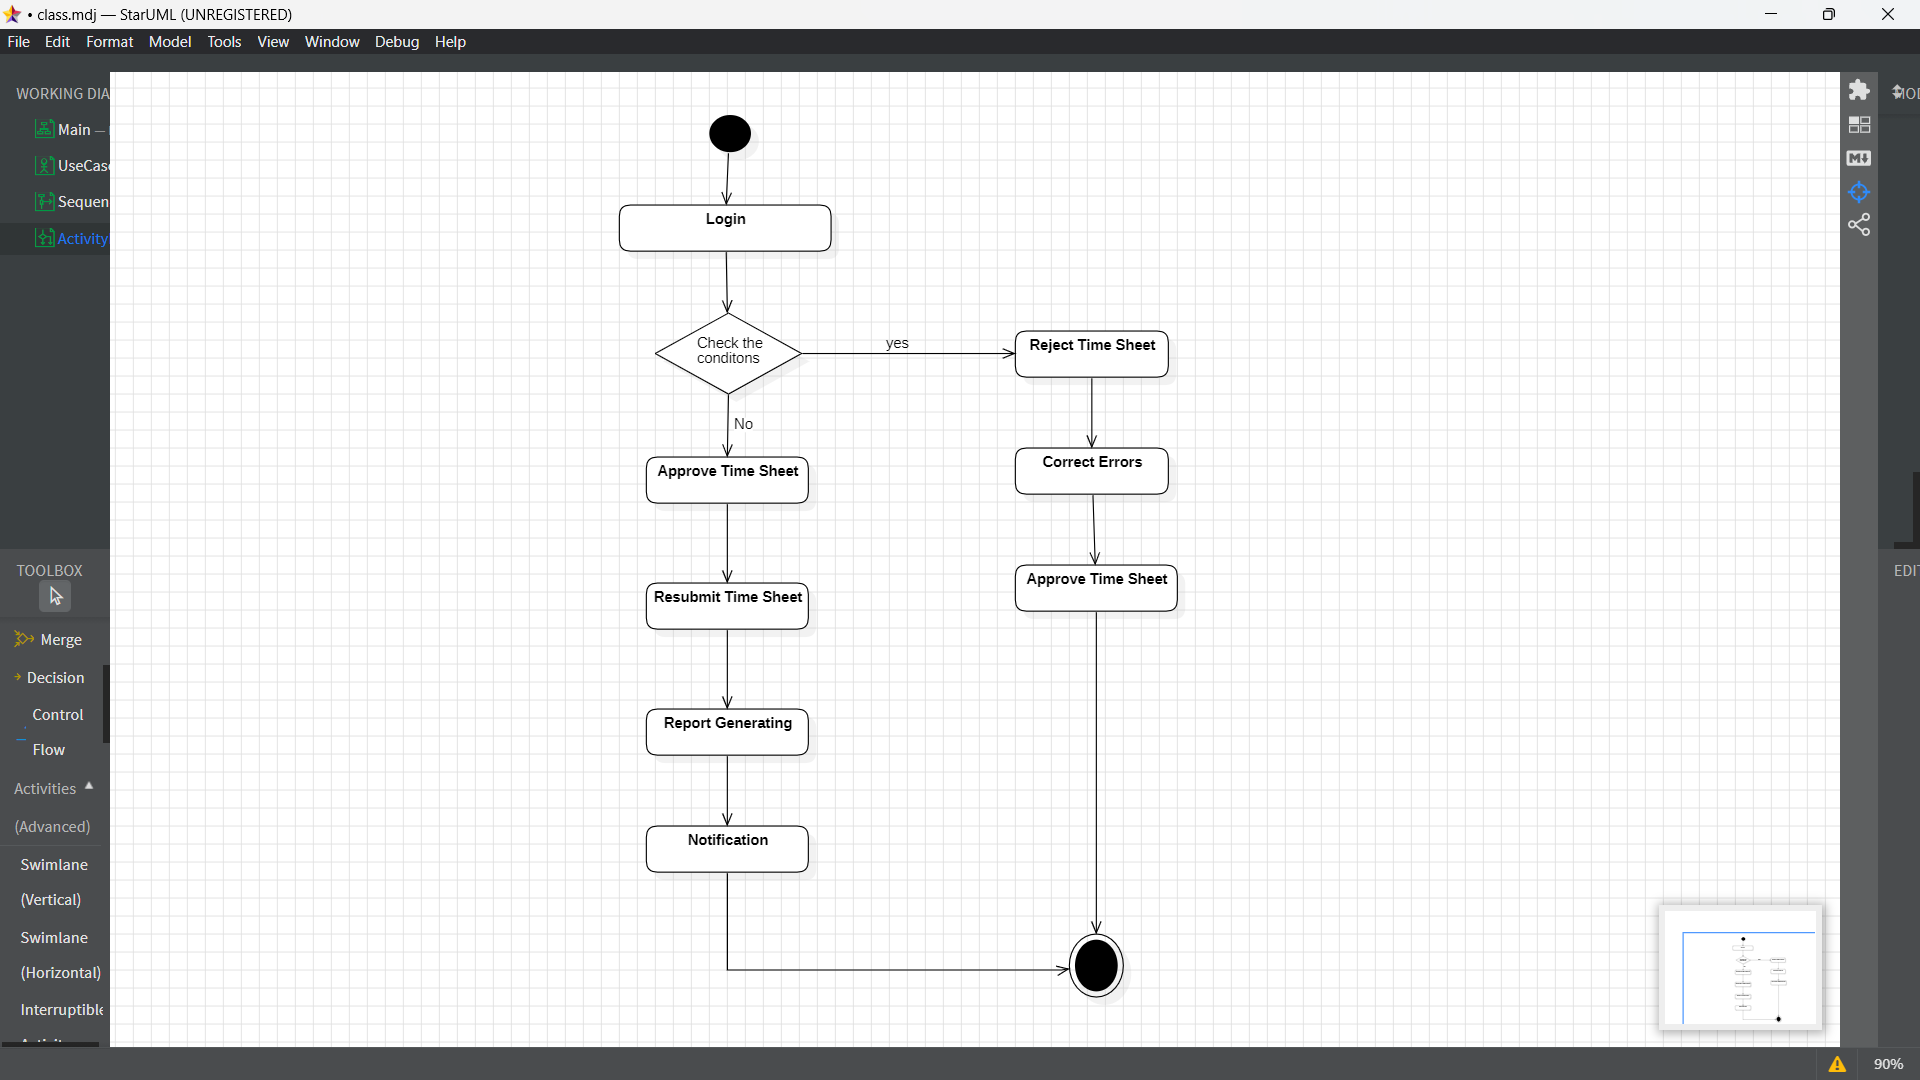 • class.mdj — StarUML (UNREGISTERED)
File Edit Format Model Tools View Window Debug Help
WORKING DIA
Main —
UseCas
Sequen
Activity
TOOLBOX
Merge
Decision
Control
Flow
Activities
(Advanced)
Swimlane
(Vertical)
Swimlane
(Horizontal)
Interruptible
Login
Check the
conditons
yes
No
Reject Time Sheet
Correct Errors
Approve Time Sheet
Approve Time Sheet
Resubmit Time Sheet
Report Generating
Notification
M
MOD
EDIT
90%